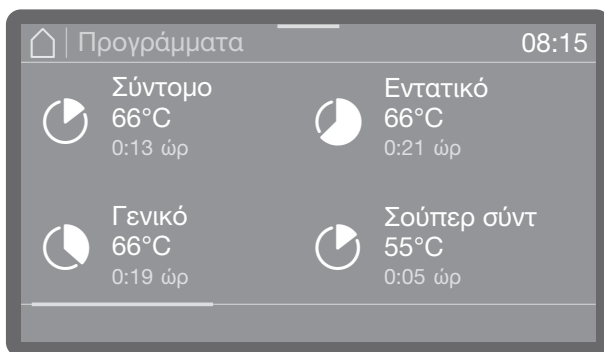 Προγράμματα 08:15
Σύντομο
66°C
0:13 ώρ
Εντατικό
66°C
0:21 ώρ
Γενικό
66°C
0:19 ώρ
Σούπερ σύντ
55°C
0:05 ώρ